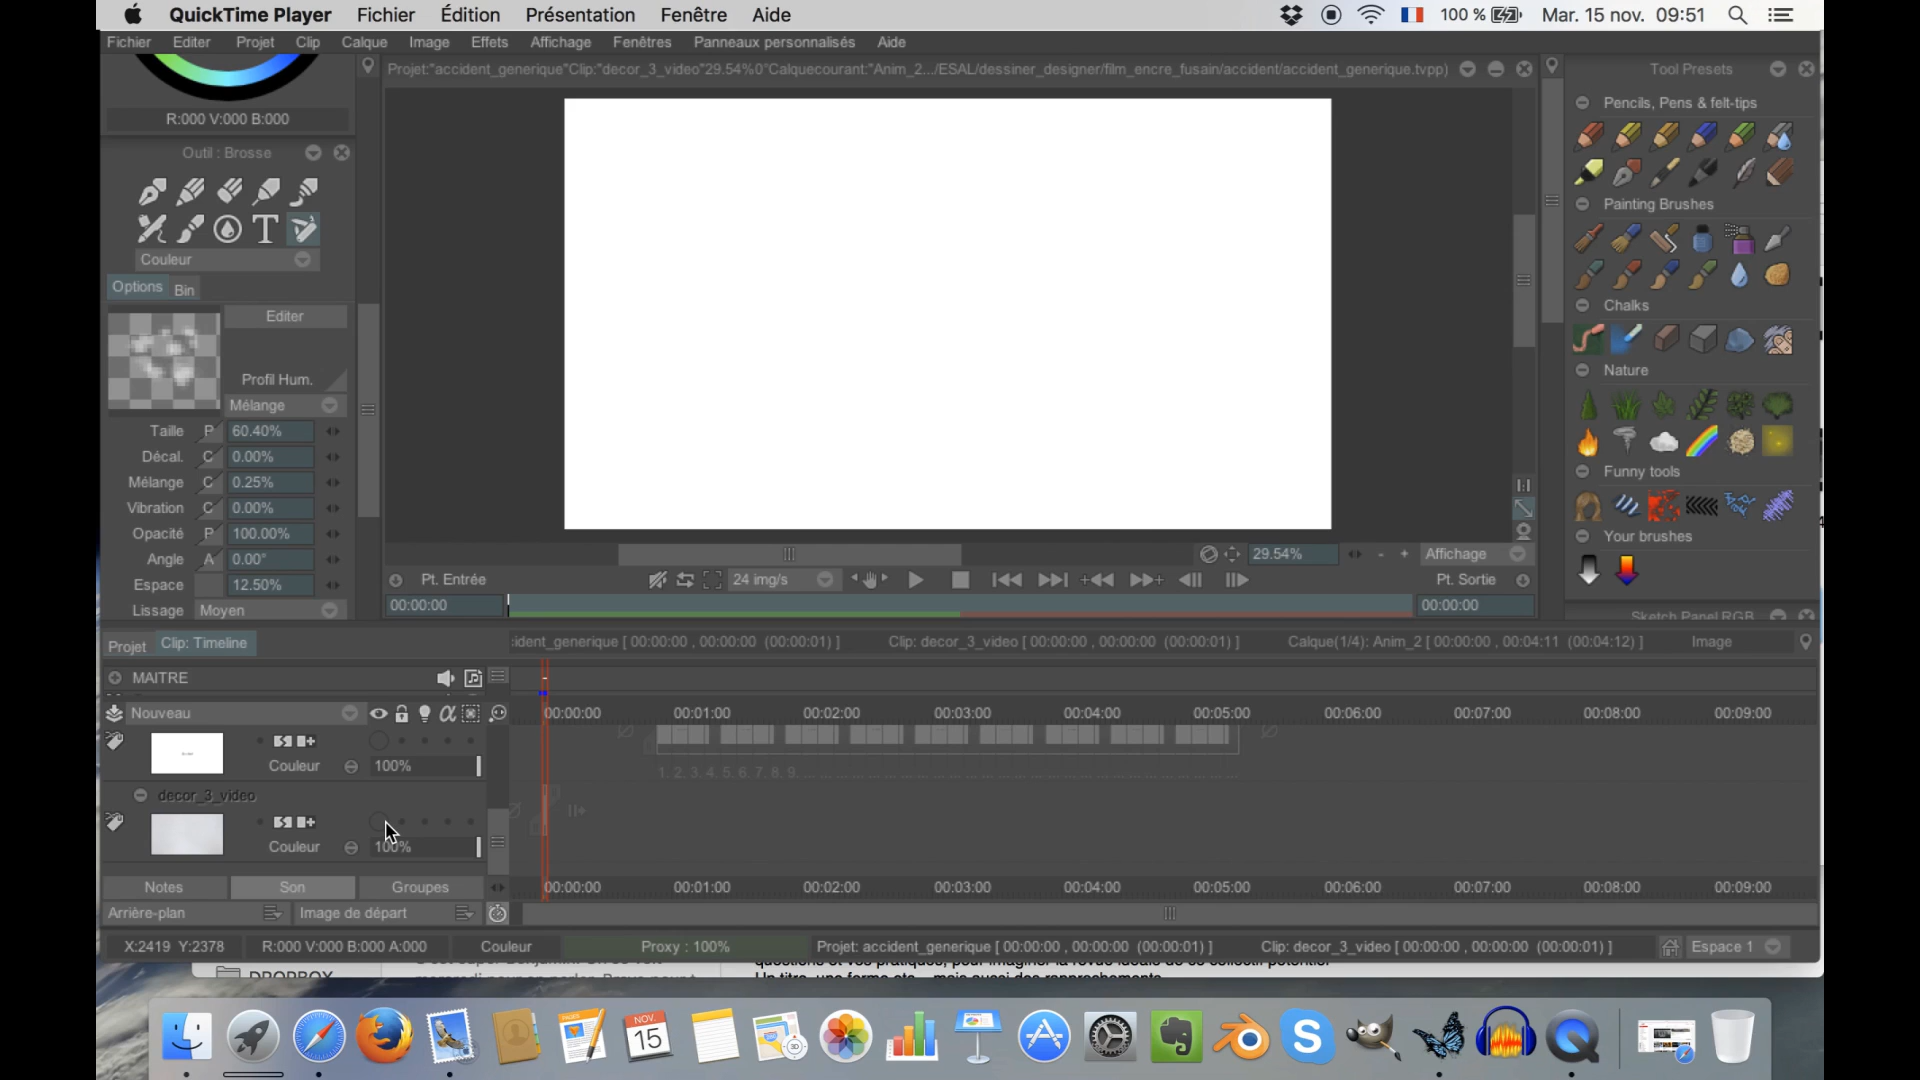 QuickTime Player Fichier Édition Présentation Fenêtre Aide 100 % Mar. 15 nov. 09:51
Fichier Editer Projet Clip Calque Image Effets Affichage Fenêtres Panneaux personnalisés Aide
Projet:"accident_generique"Clip:"decor_3_video"29.54%0°Calquecourant:"Anim_2.../ESAL/dessiner_designer/film_encre_fusain/accident/accident_generique.tvpp)
Tool Presets
Pencils, Pens & felt-tips
Painting Brushes
Chalks
Nature
Funny tools
Your brushes
Sketch Panel RGB
R:000 V:000 B:000
Outil : Brosse
T
Couleur
Options Bin
Editer
Profil Hum.
Mélange
Taille P 60.40%
Décal. C 0.00%
Mélange C 0.25%
Vibration C 0.00%
Opacité P 100.00%
Angle A 0.00°
Espace 12.50%
Lissage Moyen
1:1
29.54% - + Affichage
Pt. Entrée 24 img/s Pt. Sortie
00:00:00 00:00:00
Projet Clip: Timeline :ident_generique [ 00:00:00 , 00:00:00 (00:00:01) ] Clip: decor_3_video [ 00:00:00 , 00:00:00 (00:00:01) ] Calque(1/4): Anim_2 [ 00:00:00 , 00:04:11 (00:04:12) ] Image
MAITRE
Nouveau 00:00:00 00:01:00 00:02:00 00:03:00 00:04:00 00:05:00 00:06:00 00:07:00 00:08:00 00:09:00
Couleur 100%
1. 2. 3. 4. 5. 6. 7. 8. 9.
decor_3_video
Couleur 100%
Notes Son Groupes 00:00:00 00:01:00 00:02:00 00:03:00 00:04:00 00:05:00 00:06:00 00:07:00 00:08:00 00:09:00
Arrière-plan Image de départ
X:2419 Y:2378 R:000 V:000 B:000 A:000 Couleur Proxy : 100% Projet: accident_generique [ 00:00:00 , 00:00:00 (00:00:01) ] Clip: decor_3_video [ 00:00:00 , 00:00:00 (00:00:01) ] Espace 1
DROPBOX
PAGES
NOV.
15
3D
S